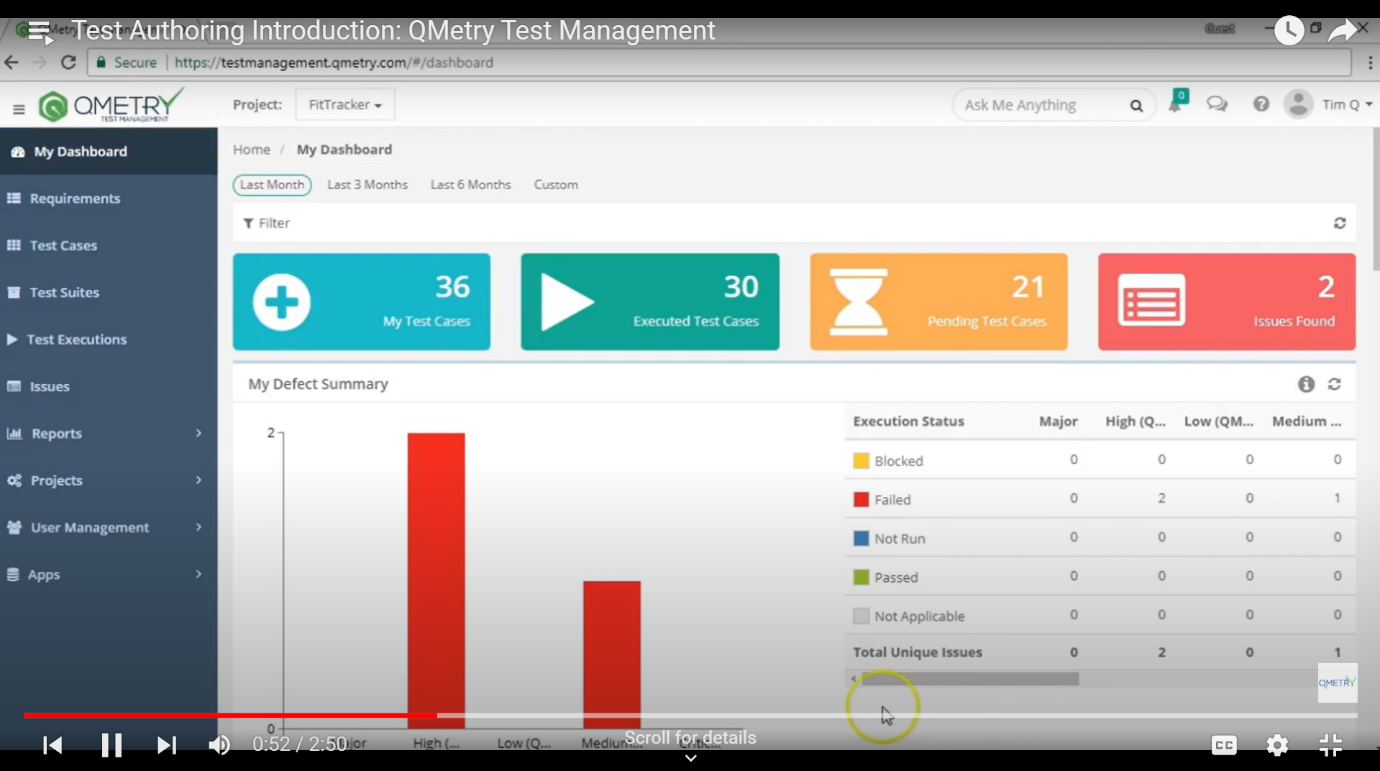 Test Authoring Introduction: QMetry Test Management
Guest
Secure | https://testmanagement.qmetry.com/#/dashboard
QMETRY
TEST MANAGEMENT
Project: FitTracker
Ask Me Anything
0
Tim Q
My Dashboard
Requirements
Test Cases
Test Suites
Test Executions
Issues
Reports
Projects
User Management
Apps
Home / My Dashboard
Last Month Last 3 Months Last 6 Months Custom
Filter
36
My Test Cases
30
Executed Test Cases
21
Pending Test Cases
2
Issues Found
My Defect Summary
2
0
High (... Low (Q... Medium...
Execution Status Major High (Q... Low (QM... Medium ...
Blocked 0 0 0 0
Failed 0 2 0 1
Not Run 0 0 0 0
Passed 0 0 0 0
Not Applicable 0 0 0 0
Total Unique Issues 0 2 0 1
QMETRY
0:52 / 2:50
Scroll for details
CC